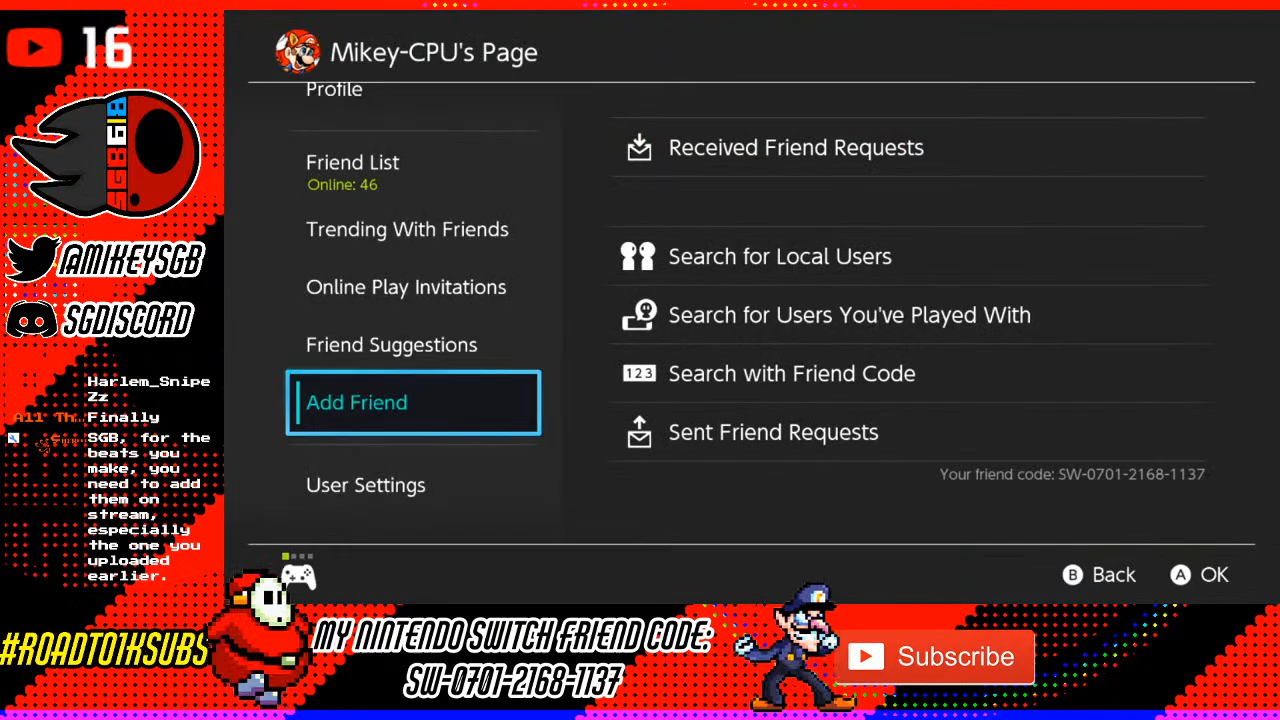 16
SGB
@AMIKEYSGB
SGDISCORD
Harlem_Snipe
Zz
All Th… Finally
SGB, for the
beats you
make, you
need to add
them on
stream,
especially
the one you
uploaded
earlier.
Mikey-CPU's Page
Profile
Friend List
Online: 46
Trending With Friends
Online Play Invitations
Friend Suggestions
Add Friend
User Settings
Received Friend Requests
Search for Local Users
Search for Users You've Played With
123 Search with Friend Code
Sent Friend Requests
Your friend code: SW-0701-2168-1137
B Back
A OK
#ROADTO1KSUBS
MY NINTENDO SWITCH FRIEND CODE:
SW-0701-2168-1137
Subscribe